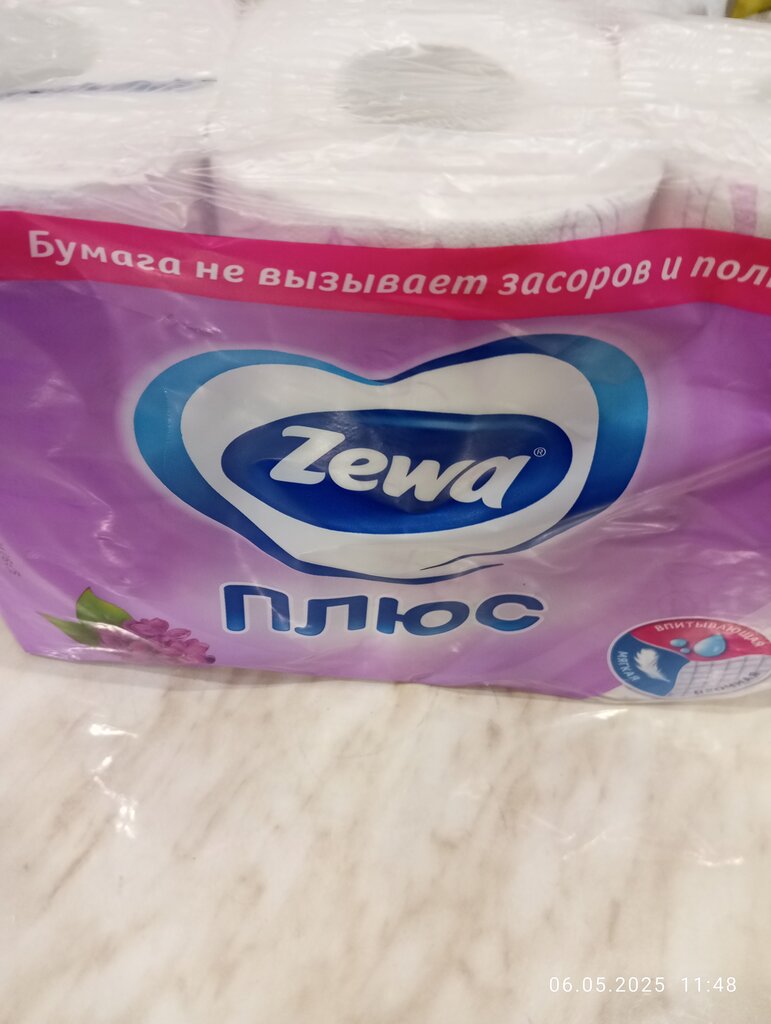 Бумага не вызывает засоров и пол
Zewa®
плюс
ВПИТЫВАЮЩАЯ
МЯГКАЯ
06.05.2025 11:48